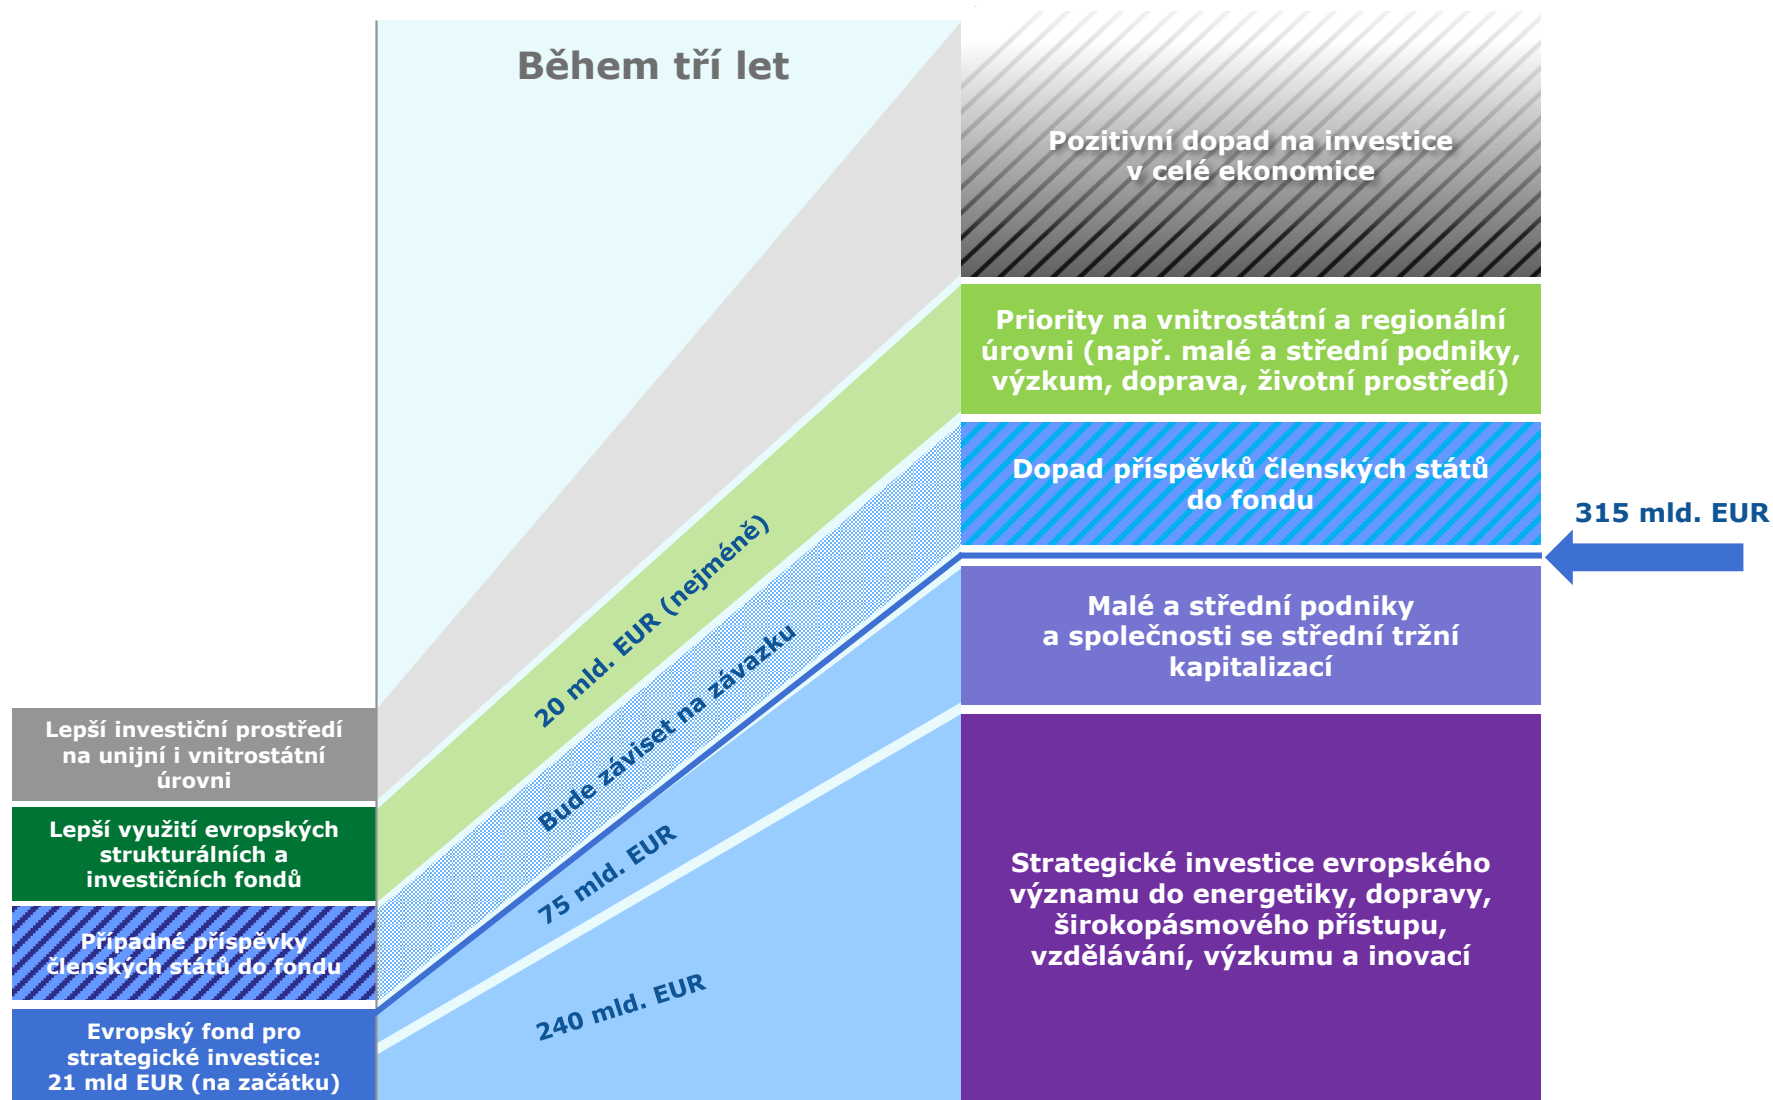 Během tří let
Pozitivní dopad na investice
v celé ekonomice
Priority na vnitrostátní a regionální
úrovni (např. malé a střední podniky,
výzkum, doprava, životní prostředí)
Dopad příspěvků členských států
do fondu
315 mld. EUR
Malé a střední podniky
a společnosti se střední tržní
kapitalizací
Strategické investice evropského
významu do energetiky, dopravy,
širokopásmového přístupu,
vzdělávání, výzkumu a inovací
20 mld. EUR (nejméně)
Bude záviset na závazku
75 mld. EUR
240 mld. EUR
Lepší investiční prostředí
na unijní i vnitrostátní
úrovni
Lepší využití evropských
strukturálních a
investičních fondů
Případné příspěvky
členských států do fondu
Evropský fond pro
strategické investice:
21 mld EUR (na začátku)